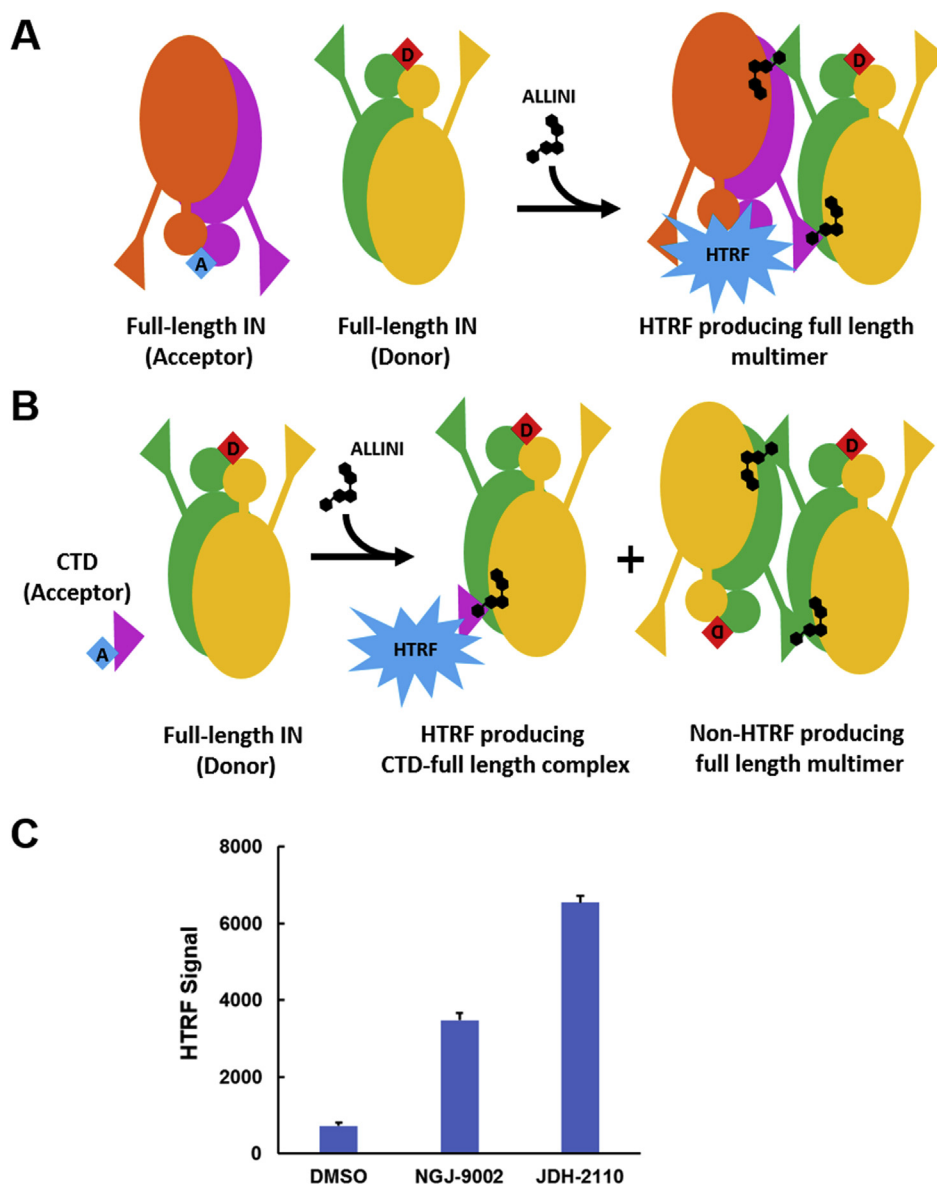 A
D
D
ALLINI
A
HTRF
Full-length IN
(Acceptor)
Full-length IN
(Donor)
HTRF producing full length
multimer
B
D
D
D
ALLINI
CTD
(Acceptor)
A
HTRF
D
Full-length IN
(Donor)
HTRF producing
CTD-full length complex
Non-HTRF producing
full length multimer
+
C
8000
6000
4000
2000
0
HTRF Signal
DMSO
NGJ-9002
JDH-2110